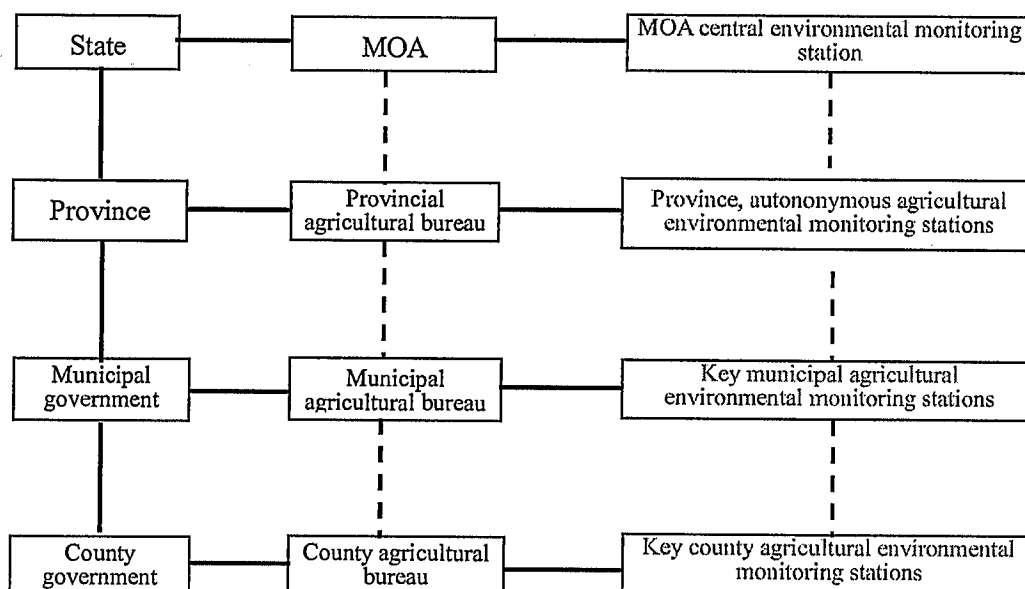 State
MOA
MOA central environmental monitoring
station
Province
Provincial
agricultural bureau
Province, autononymous agricultural
environmental monitoring stations
Municipal
government
Municipal
agricultural bureau
Key municipal agricultural
environmental monitoring stations
County
government
County agricultural
bureau
Key county agricultural environmental
monitoring stations